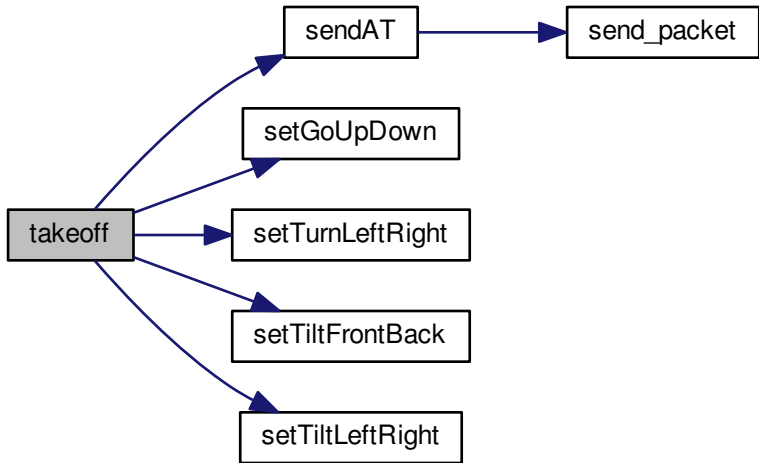 sendAT
send_packet
setGoUpDown
takeoff
setTurnLeftRight
setTiltFrontBack
setTiltLeftRight